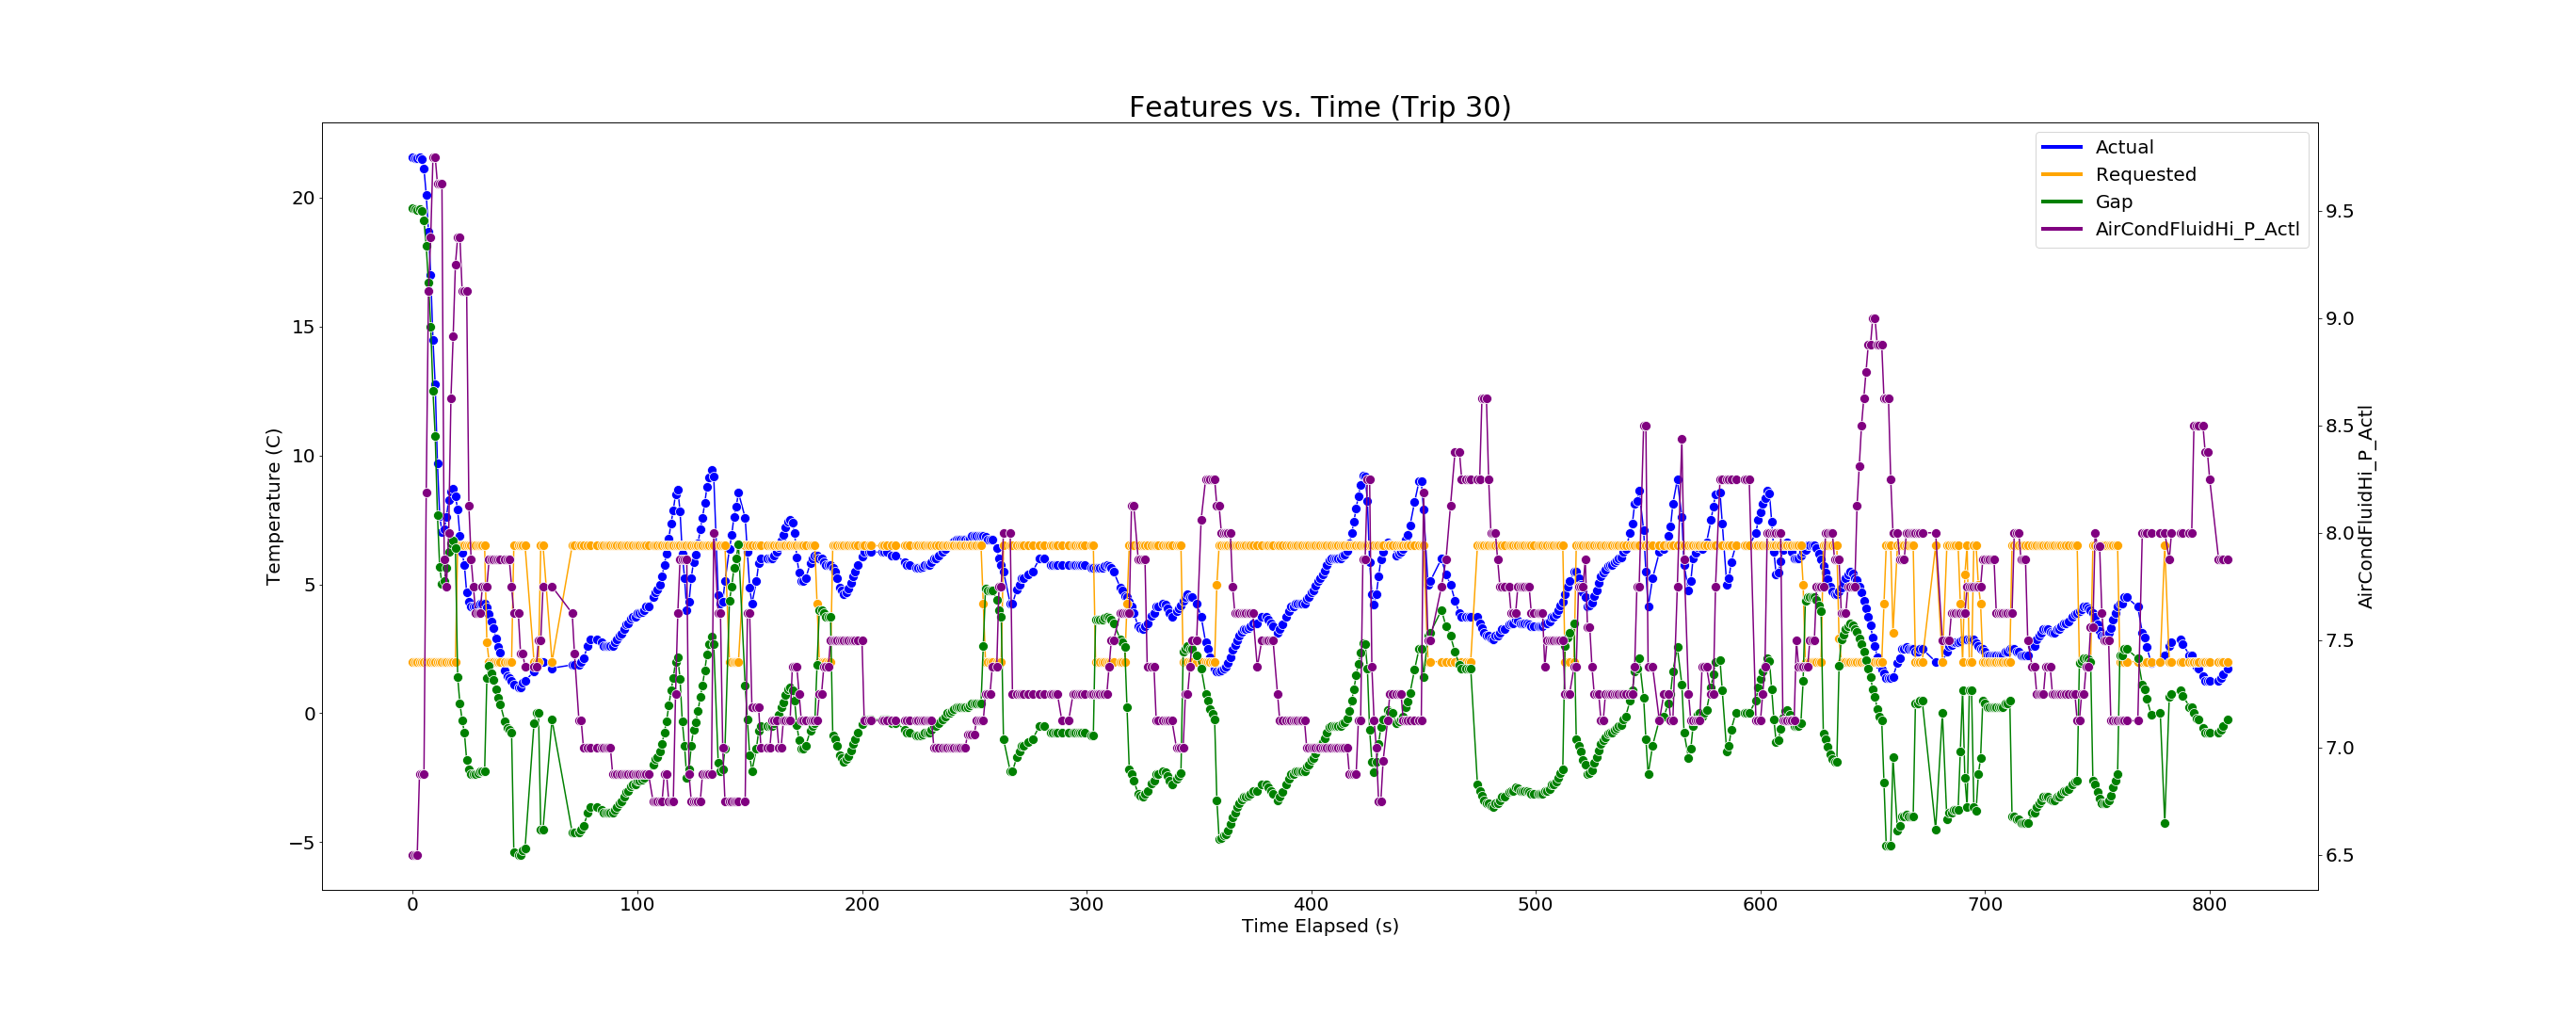 Features vs. Time (Trip 30)
Actual
Requested
Gap
AirCondFluidHi_P_Actl
Temperature (C)
20
15
10
5
0
−5
9.5
9.0
8.5
8.0
7.5
7.0
6.5
AirCondFluidHi_P_Actl
0 100 200 300 400 500 600 700 800
Time Elapsed (s)